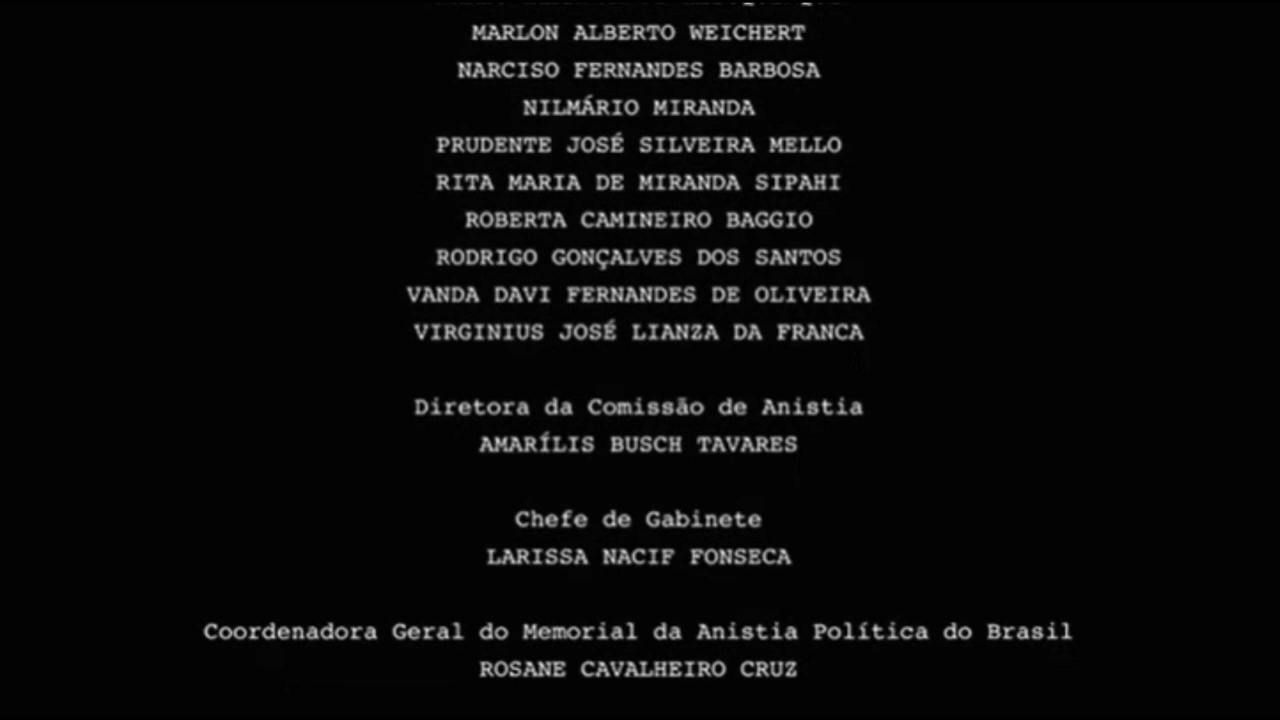 MARLON ALBERTO WEICHERT
NARCISO FERNANDES BARBOSA
NILMÁRIO MIRANDA
PRUDENTE JOSÉ SILVEIRA MELLO
RITA MARIA DE MIRANDA SIPAHI
ROBERTA CAMINEIRO BAGGIO
RODRIGO GONÇALVES DOS SANTOS
VANDA DAVI FERNANDES DE OLIVEIRA
VIRGINIUS JOSÉ LIANZA DA FRANCA
Diretora da Comissão de Anistia
AMARÍLIS BUSCH TAVARES
Chefe de Gabinete
LARISSA NACIF FONSECA
Coordenadora Geral do Memorial da Anistia Política do Brasil
ROSANE CAVALHEIRO CRUZ